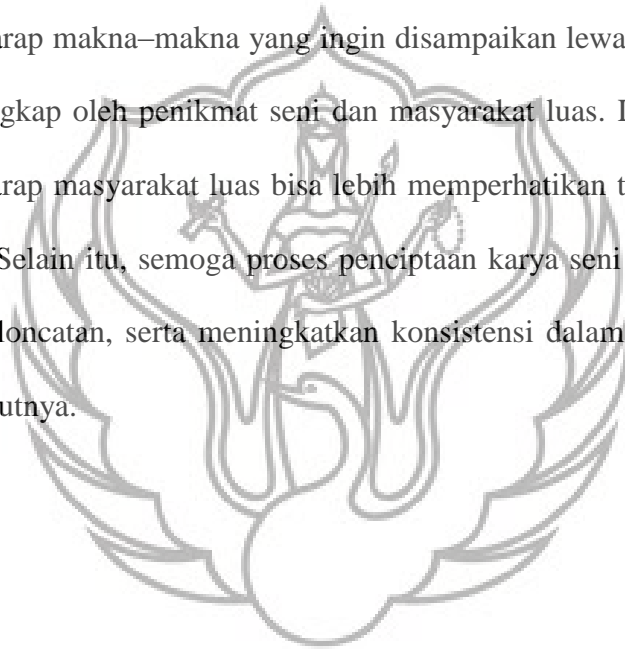 arap makna–makna yang ingin disampaikan lewa
gkap oleh penikmat seni dan masyarakat luas.
arap masyarakat luas bisa lebih memperhatikan t
Selain itu, semoga proses penciptaan karya seni
loncatan, serta meningkatkan konsistensi dalam
utnya.